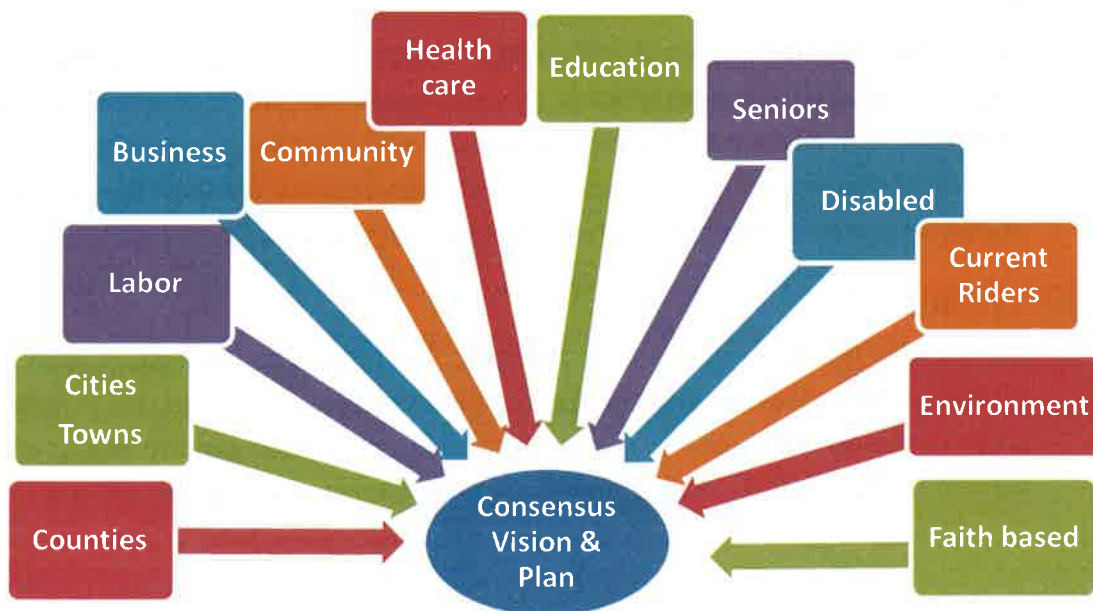 Health
care
Education
Seniors
Business
Community
Disabled
Labor
Current
Riders
Cities
Towns
Environment
Counties
Consensus
Vision &
Plan
Faith based